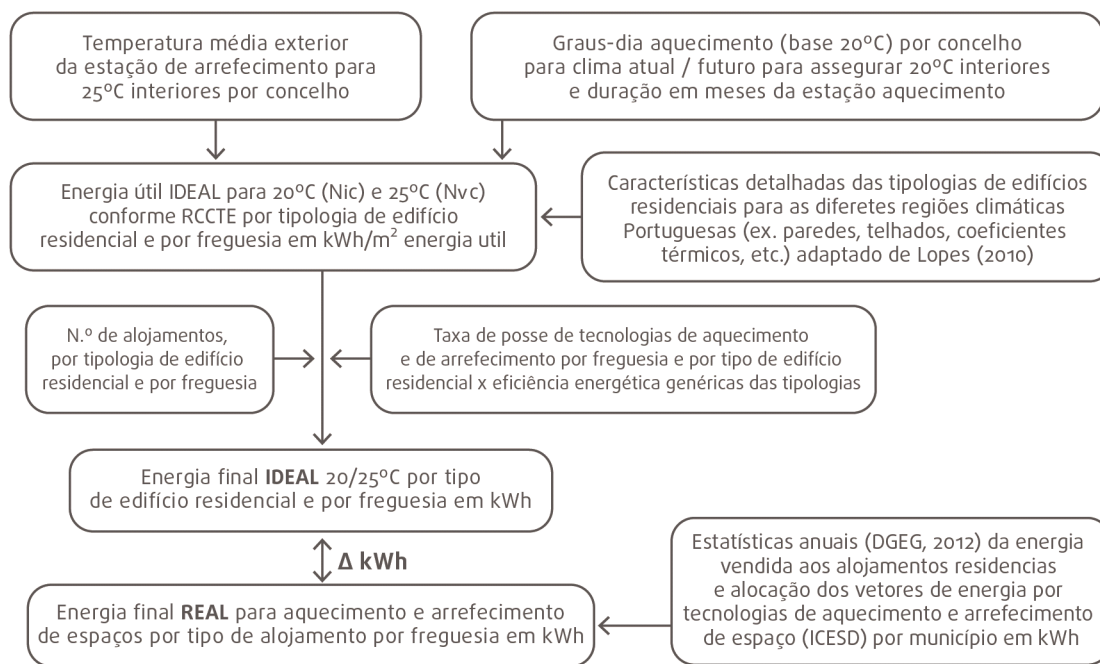 Temperatura média exterior
da estação de arrefecimento para
25ºC interiores por concelho
Graus-dia aquecimento (base 20ºC) por concelho
para clima atual / futuro para assegurar 20ºC interiores
e duração em meses da estação aquecimento
Energia útil IDEAL para 20ºC (Nic) e 25ºC (Nvc)
conforme RCCTE por tipologia de edifício
residencial e por freguesia em kWh/m² energia util
Características detalhadas das tipologias de edifícios
residenciais para as diferetes regiões climáticas
Portuguesas (ex. paredes, telhados, coeficientes
térmicos, etc.) adaptado de Lopes (2010)
N.º de alojamentos,
por tipologia de edifício
residencial e por freguesia
Taxa de posse de tecnologias de aquecimento
e de arrefecimento por freguesia e por tipo de edifício
residencial x eficiência energética genéricas das tipologias
Energia final IDEAL 20/25ºC por tipo
de edifício residencial e por freguesia em kWh
Δ kWh
Energia final REAL para aquecimento e arrefecimento
de espaços por tipo de alojamento por freguesia em kWh
Estatísticas anuais (DGEG, 2012) da energia
vendida aos alojamentos residencias
e alocação dos vetores de energia por
tecnologias de aquecimento e arrefecimento
de espaço (ICESD) por município em kWh